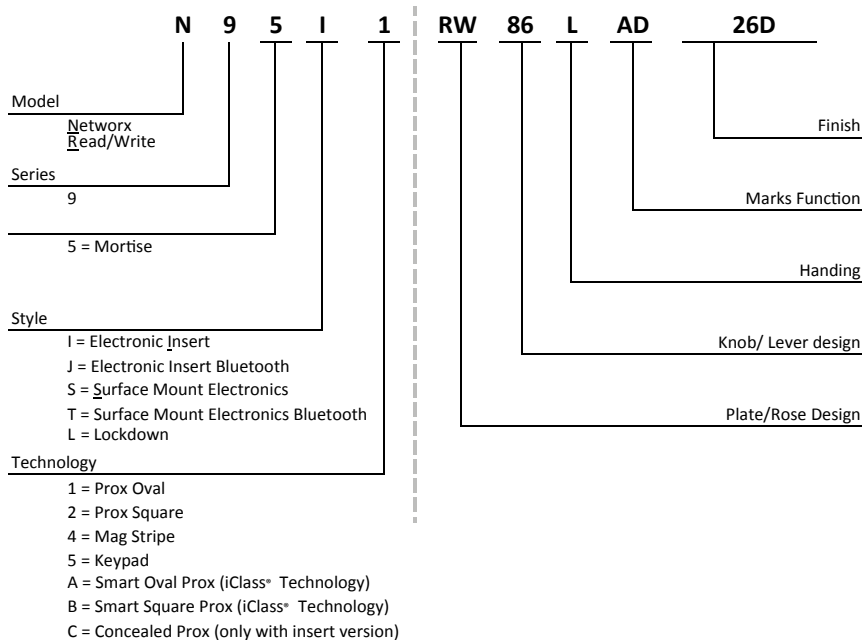 N 9 5 I 1 RW 86 L AD 26D
Model
Networx
Read/Write
Series
9
5 = Mortise
Style
I = Electronic Insert
J = Electronic Insert Bluetooth
S = Surface Mount Electronics
T = Surface Mount Electronics Bluetooth
L = Lockdown
Technology
1 = Prox Oval
2 = Prox Square
4 = Mag Stripe
5 = Keypad
A = Smart Oval Prox (iClass® Technology)
B = Smart Square Prox (iClass® Technology)
C = Concealed Prox (only with insert version)
Finish
Marks Function
Handing
Knob/ Lever design
Plate/Rose Design